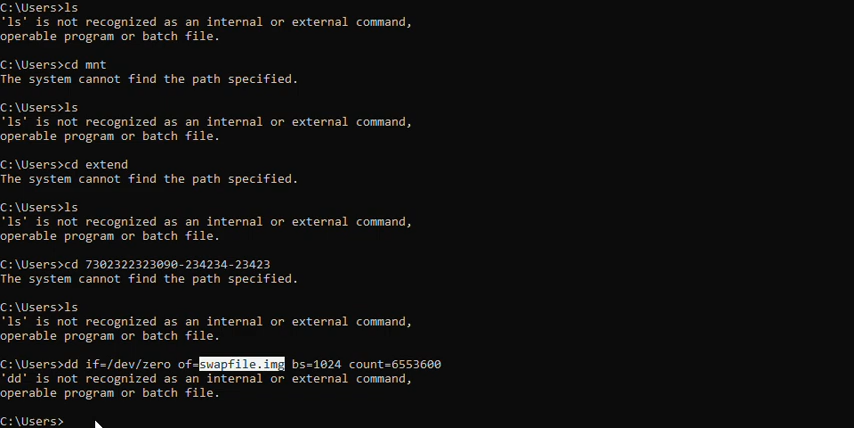 C:\Users>ls
'ls' is not recognized as an internal or external command,
operable program or batch file.
C:\Users>cd mnt
The system cannot find the path specified.
C:\Users>ls
'ls' is not recognized as an internal or external command,
operable program or batch file.
C:\Users>cd extend
The system cannot find the path specified.
C:\Users>ls
'ls' is not recognized as an internal or external command,
operable program or batch file.
C:\Users>cd 7302322323090-234234-23423
The system cannot find the path specified.
C:\Users>ls
'ls' is not recognized as an internal or external command,
operable program or batch file.
C:\Users>dd if=/dev/zero of=swapfile.img bs=1024 count=6553600
'dd' is not recognized as an internal or external command,
operable program or batch file.
C:\Users>